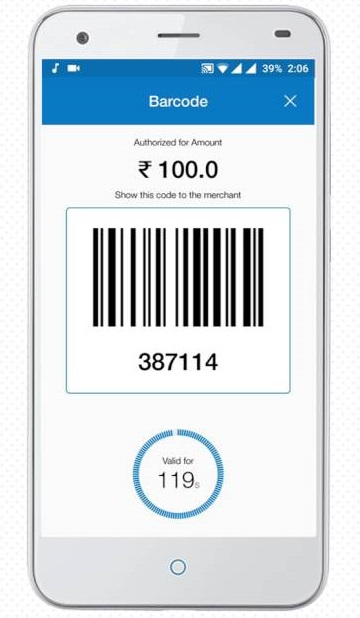 39% 2:06
Barcode
Authorized for Amount
₹ 100.0
Show this code to the merchant
387114
Valid for
119s